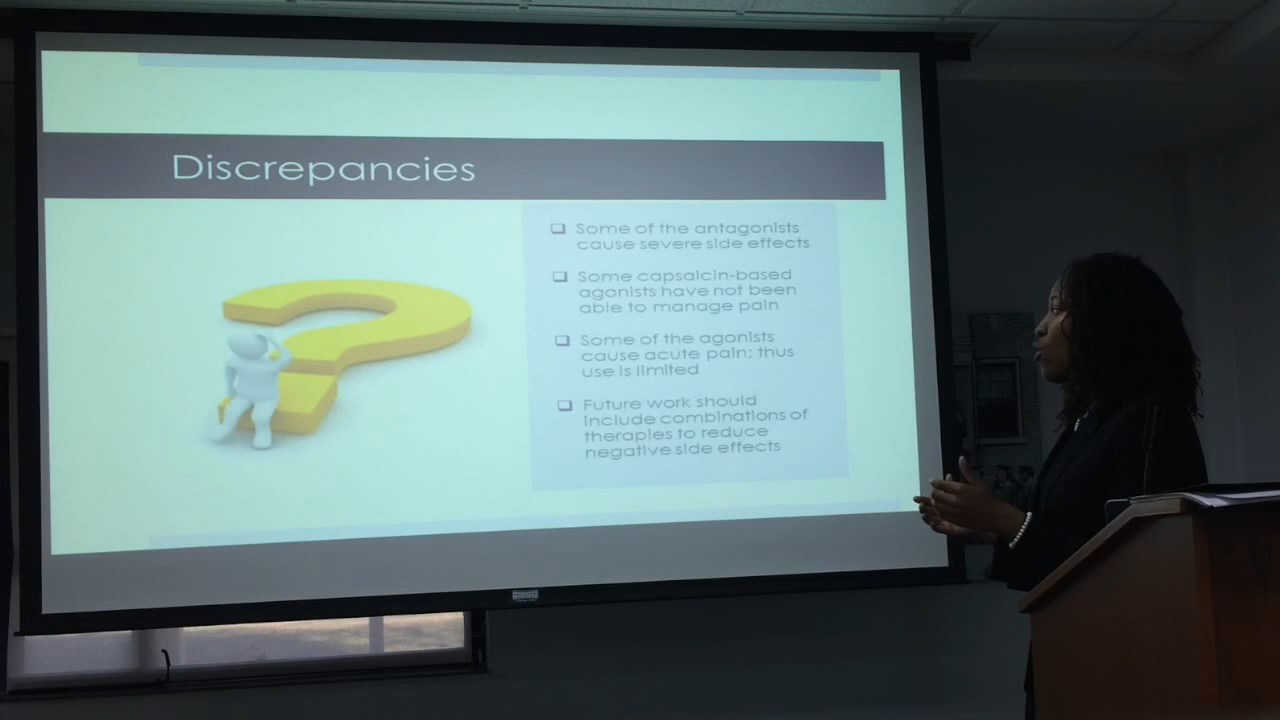 Discrepancies
Some of the antagonists
cause severe side effects
Some capsaicin-based
agonists have not been
able to manage pain
Some of the agonists
cause acute pain; thus
use is limited
Future work should
include combinations of
therapies to reduce
negative side effects